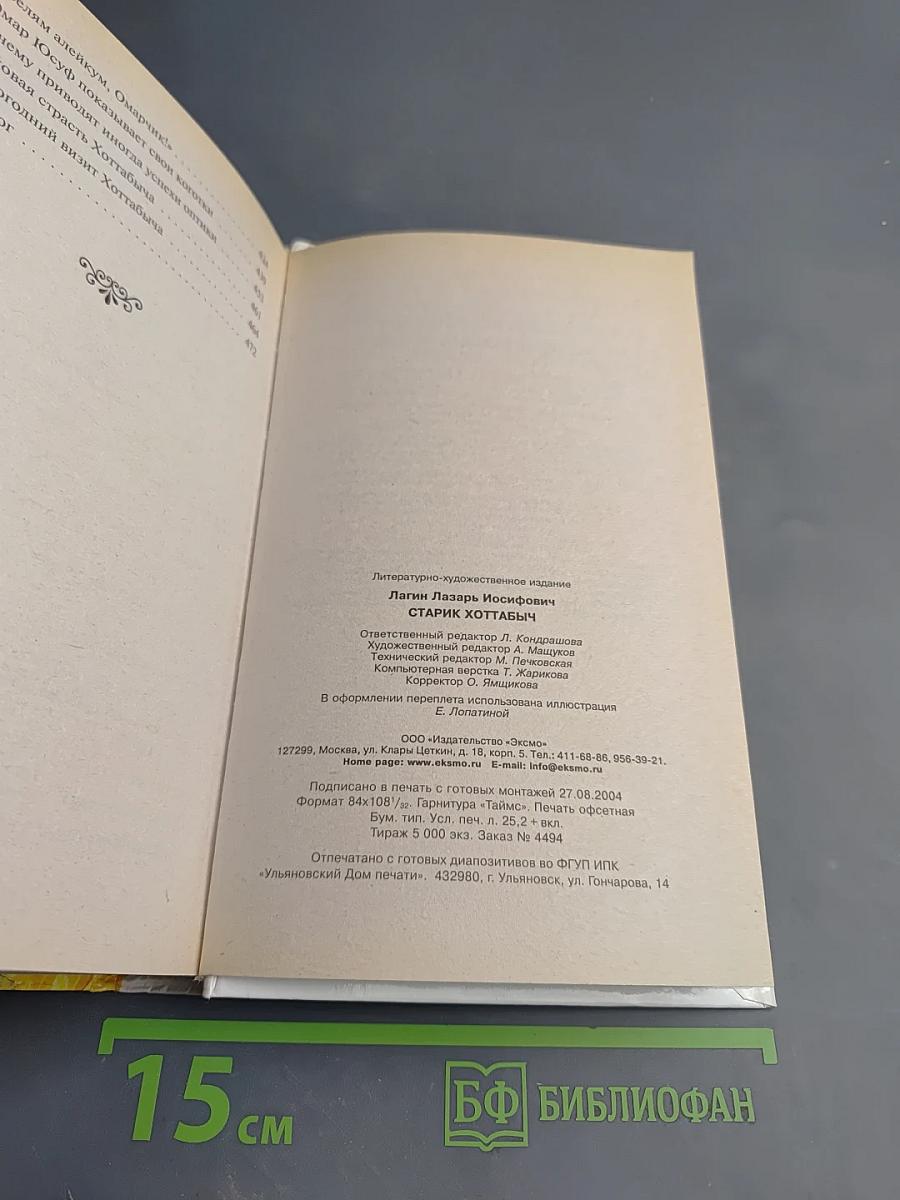 алейкум, Омарчик!»
Омар Юсуф показывает свои коготки
приводят иногда успехи оптики
страсть Хоттабыча
визит Хоттабыча
461
464
472
Литературно-художественное издание
Лагин Лазарь Иосифович
СТАРИК ХОТТАБЫЧ
Ответственный редактор Л. Кондрашова
Художественный редактор А. Мащуков
Технический редактор М. Печковская
Компьютерная верстка Т. Жарикова
Корректор О. Ямщикова
В оформлении переплета использована иллюстрация
Е. Лопатиной
ООО «Издательство «Эксмо»
127299, Москва, ул. Клары Цеткин, д. 18, корп. 5. Тел.: 411-68-86, 956-39-21.
Home page: www.eksmo.ru E-mail: info@eksmo.ru
Подписано в печать с готовых монтажей 27.08.2004
Формат 84x108¹/₃₂. Гарнитура «Таймс». Печать офсетная
Бум. тип. Усл. печ. л. 25,2 + вкл.
Тираж 5 000 экз. Заказ № 4494
Отпечатано с готовых диапозитивов во ФГУП ИПК
«Ульяновский Дом печати». 432980, г. Ульяновск, ул. Гончарова, 14
15 см
БФ БИБЛИОФАН